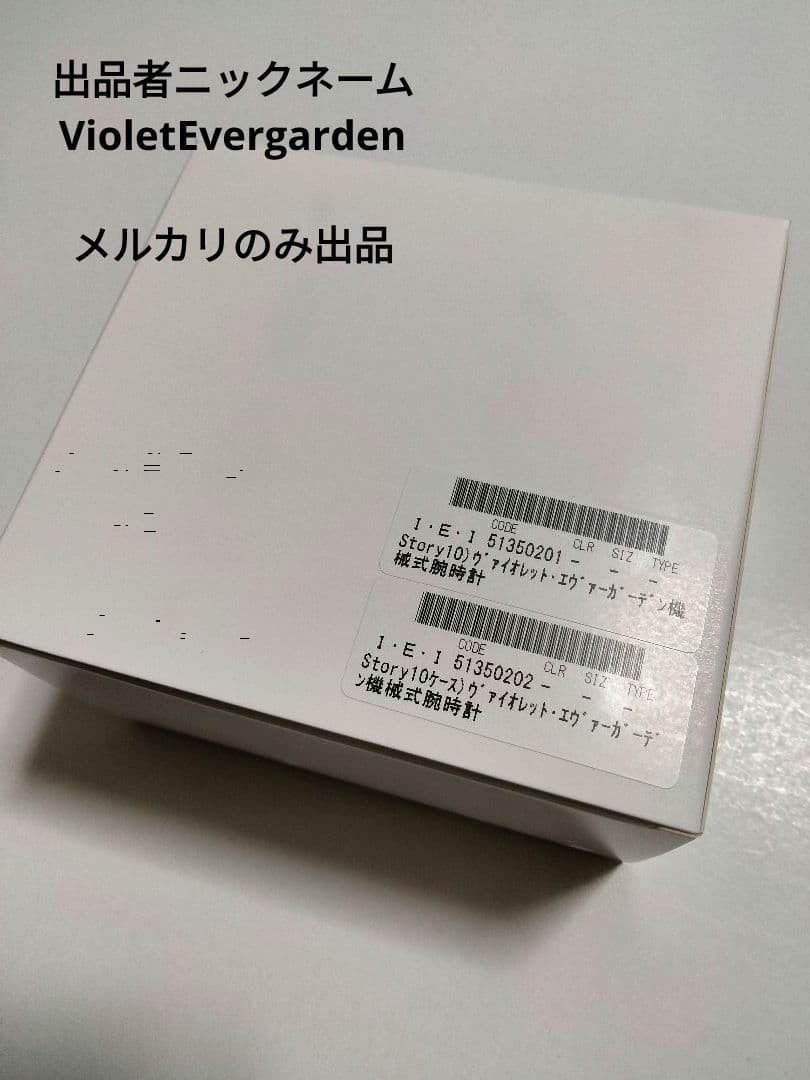 出品者ニックネーム
VioletEvergarden
メルカリのみ出品
CODE CLR SIZ TYPE
I・E・I 51350201 - - -
Story10)ヴァイオレット・エヴァーガーデン機
械式腕時計
CODE CLR SIZ TYPE
I・E・I 51350202 - - -
Story10ケース)ヴァイオレット・エヴァーガーデ
ン機械式腕時計